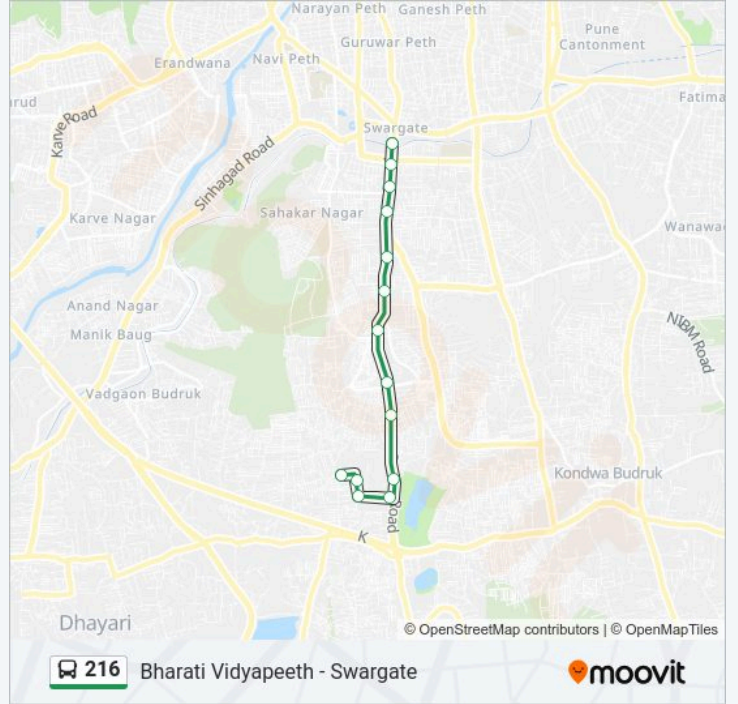 Narayan Peth
Ganesh Peth
Guruwar Peth
Pune
Cantonment
Erandwana
Navi Peth
rud
Karve Road
Fatima
Swargate
Sinhagad Road
Karve Nagar
Sahakar Nagar
Wanawa
Anand Nagar
Manik Baug
NIBM Road
Vadgaon Budruk
Kondwa Budruk
Road
K
Dhayari
© OpenStreetMap contributors | © OpenMapTiles
216 Bharati Vidyapeeth - Swargate
moovit